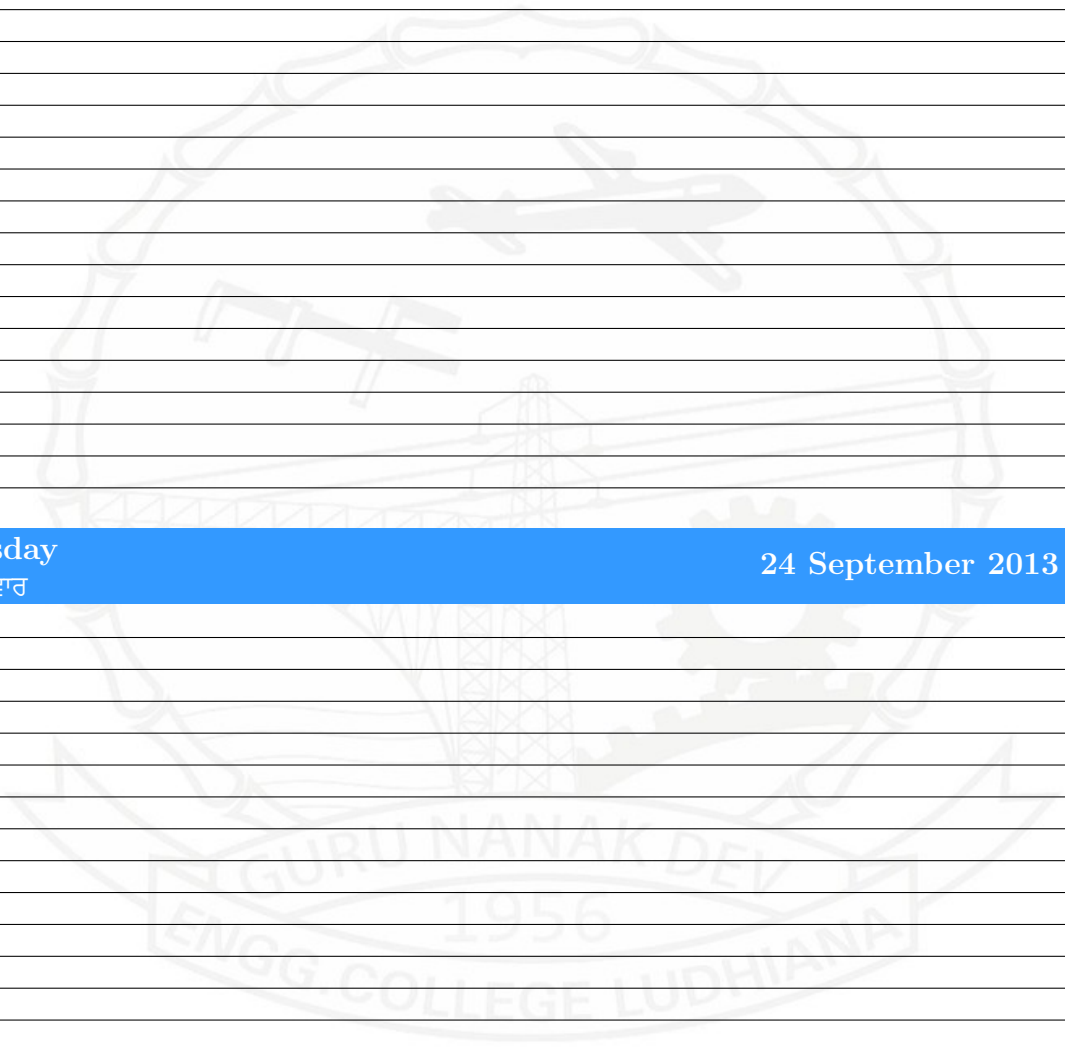 sday
24 September 2013
ਵਾਰ
GURU NANAK DEV
1956
ENGG. COLLEGE LUDHIANA